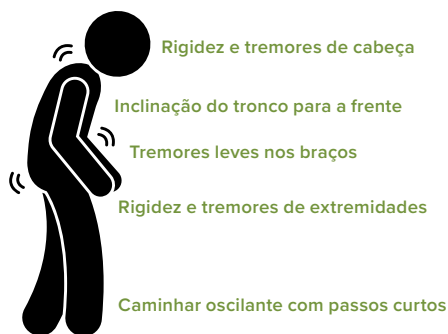 Rigidez e tremores de cabeça
Inclinação do tronco para a frente
Tremores leves nos braços
Rigidez e tremores de extremidades
Caminhar oscilante com passos curtos